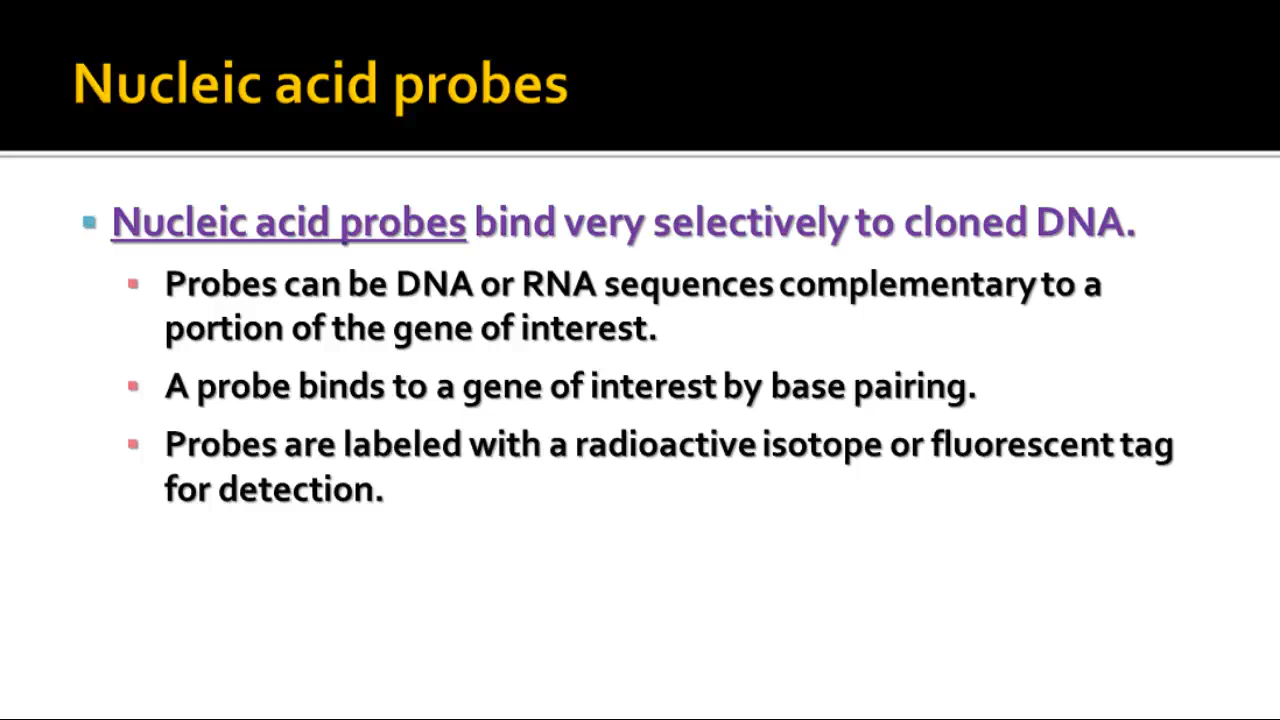 Nucleic acid probes
Nucleic acid probes bind very selectively to cloned DNA.
Probes can be DNA or RNA sequences complementary to a
portion of the gene of interest.
A probe binds to a gene of interest by base pairing.
Probes are labeled with a radioactive isotope or fluorescent tag
for detection.